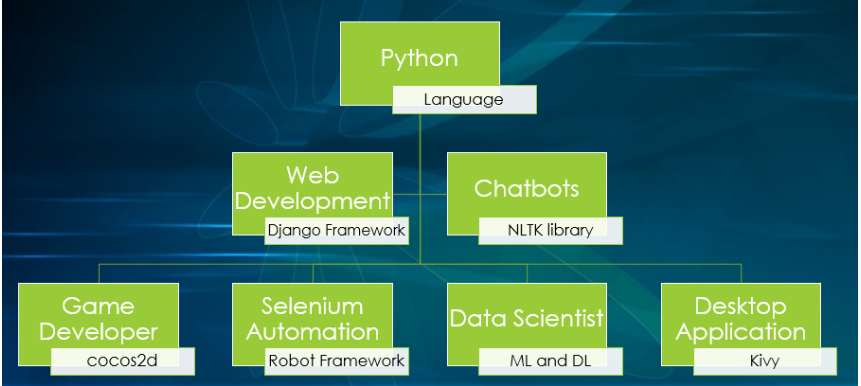 Python
Language
Web
Development
Django Framework
Chatbots
NLTK library
Game
Developer
cocos2d
Selenium
Automation
Robot Framework
Data Scientist
ML and DL
Desktop
Application
Kivy